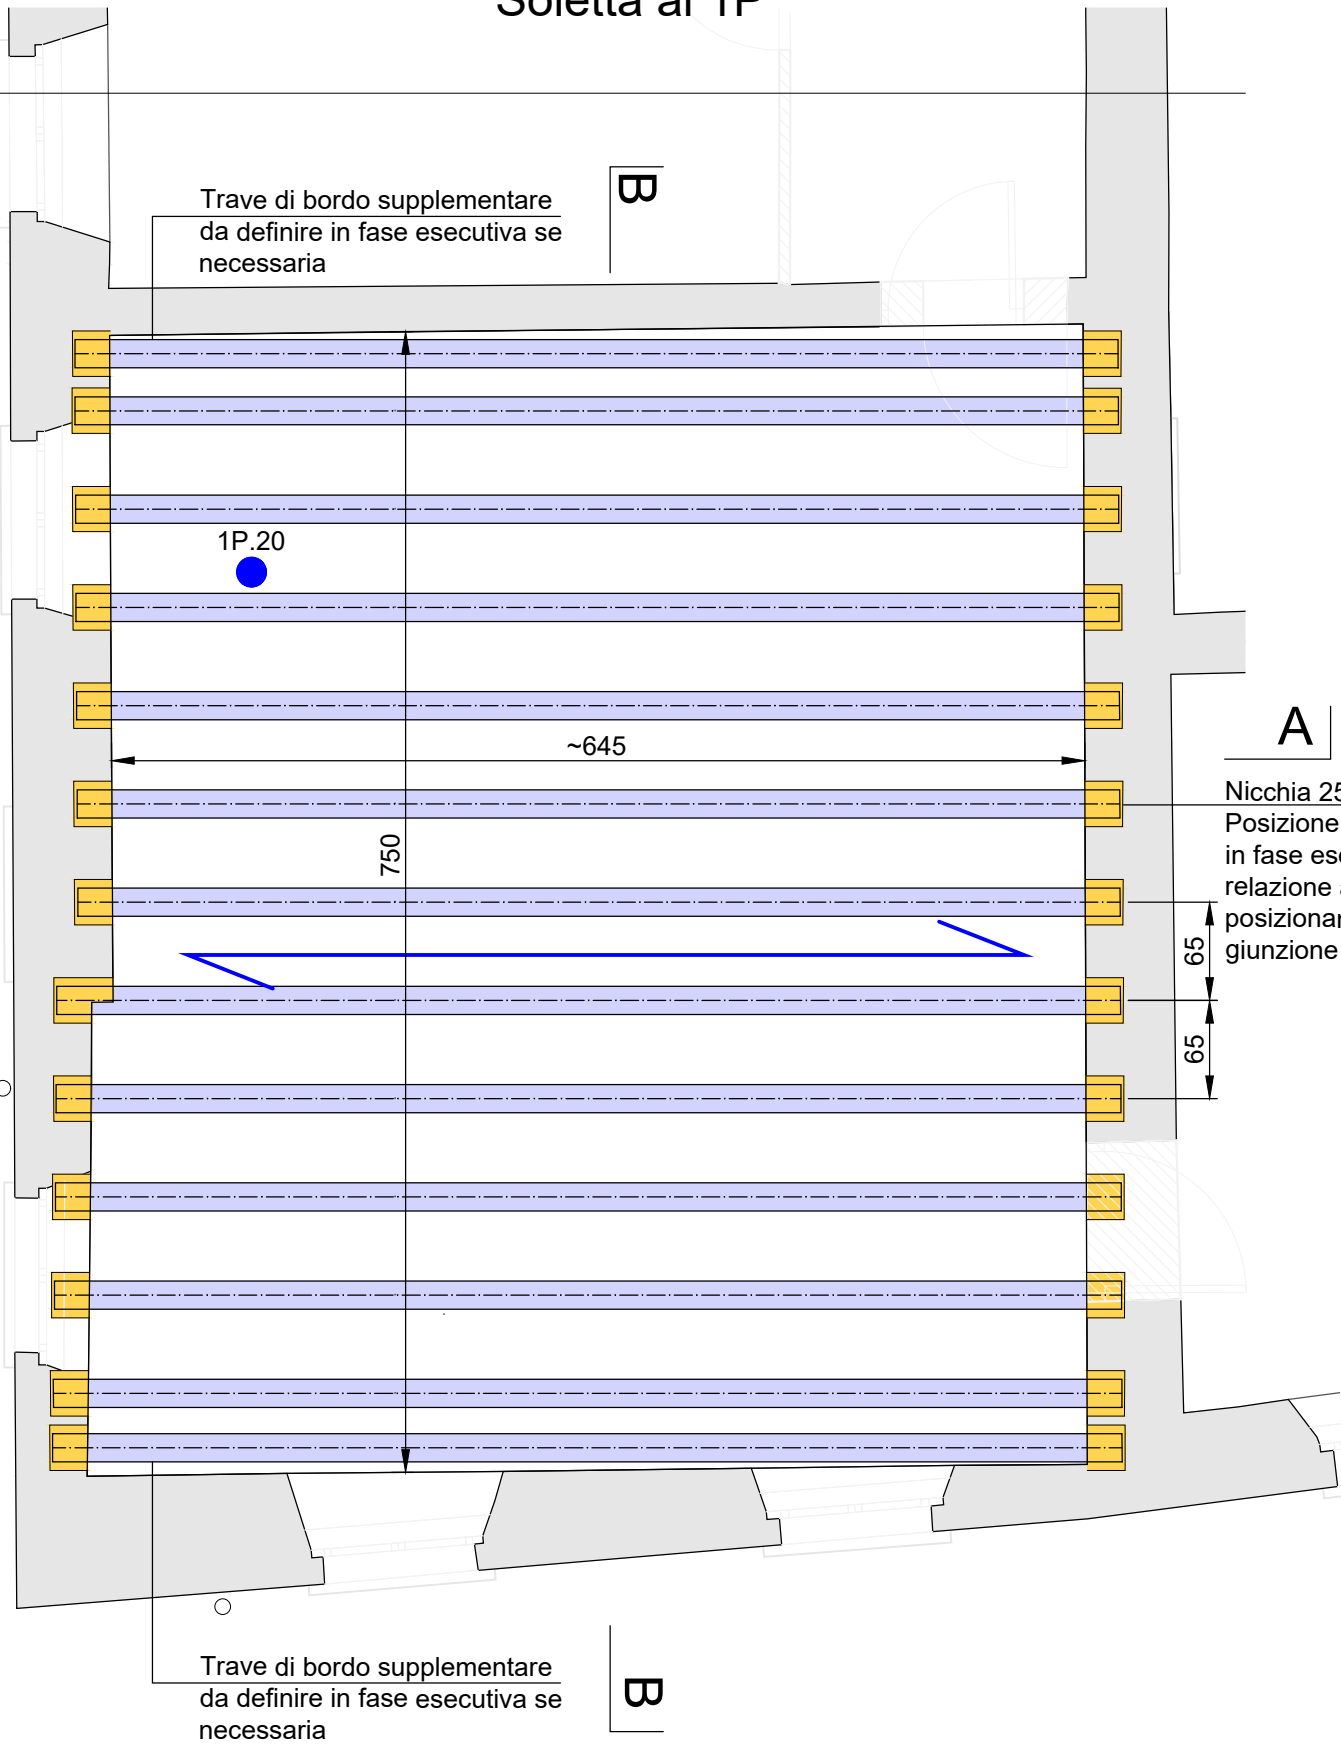 Soletta al 1P
Trave di bordo supplementare
da definire in fase esecutiva se
necessaria
B
1P.20
~645
750
A
Nicchia 25
Posizione
in fase
relazione
giunzione
65
65
Trave di bordo supplementare
da definire in fase esecutiva se
necessaria
B